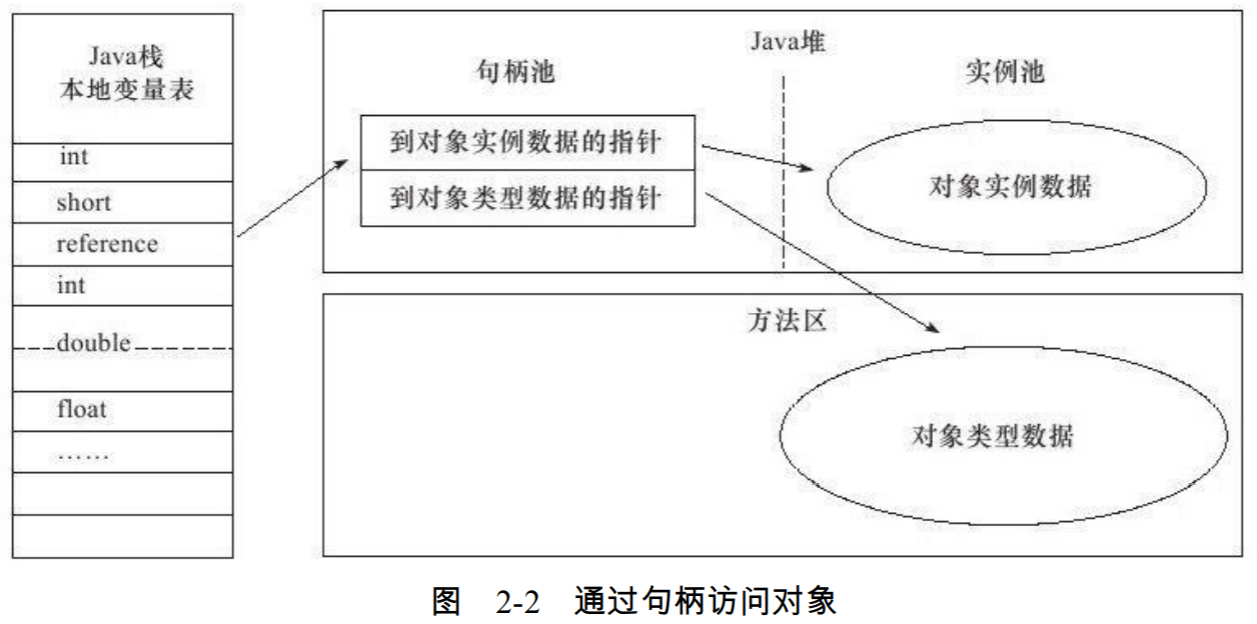 Java栈
本地变量表
int
short
reference
int
double
float
……
Java堆
句柄池
实例池
到对象实例数据的指针
到对象类型数据的指针
对象实例数据
方法区
对象类型数据
图 2-2 通过句柄访问对象